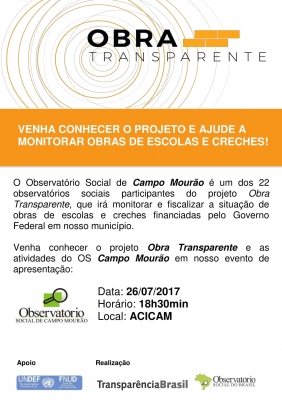 OBRA
TRANSPARENTE
VENHA CONHECER O PROJETO E AJUDE A
MONITORAR OBRAS DE ESCOLAS E CRECHES!
O Observatório Social de Campo Mourão é um dos 22
observatórios sociais participantes do projeto Obra
Transparente, que irá monitorar e fiscalizar a situação de
obras de escolas e creches financiadas pelo Governo
Federal em nosso município.
Venha conhecer o projeto Obra Transparente e as
atividades do OS Campo Mourão em nosso evento de
apresentação:
Data: 26/07/2017
Horário: 18h30min
Local: ACICAM
Observatório
SOCIAL DE CAMPO MOURÃO
Apoio
Realização
UNDEF FNUD
TransparênciaBrasil
Observatório
SOCIAL DO BRASIL